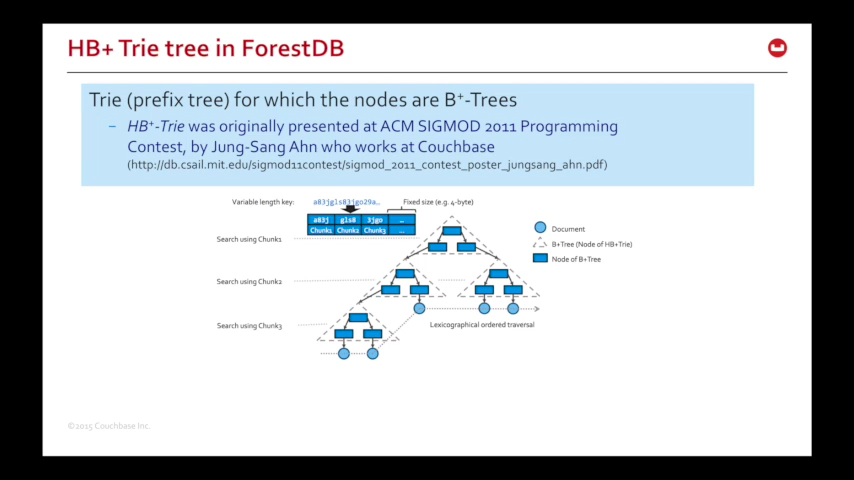 HB+ Trie tree in ForestDB
Trie (prefix tree) for which the nodes are B+-Trees
– HB+-Trie was originally presented at ACM SIGMOD 2011 Programming
Contest, by Jung-Sang Ahn who works at Couchbase
(http://db.csail.mit.edu/sigmod11contest/sigmod_2011_contest_poster_jungsang_ahn.pdf)
Variable length key: a83jgls83jgo29a… Fixed size (e.g. 4-byte)
a83j gls8 3jgo …
Chunk1 Chunk2 Chunk3 …
Search using Chunk1
Document
B+Tree (Node of HB+Trie)
Node of B+Tree
Search using Chunk2
Search using Chunk3
Lexicographical ordered traversal
©2015 Couchbase Inc.